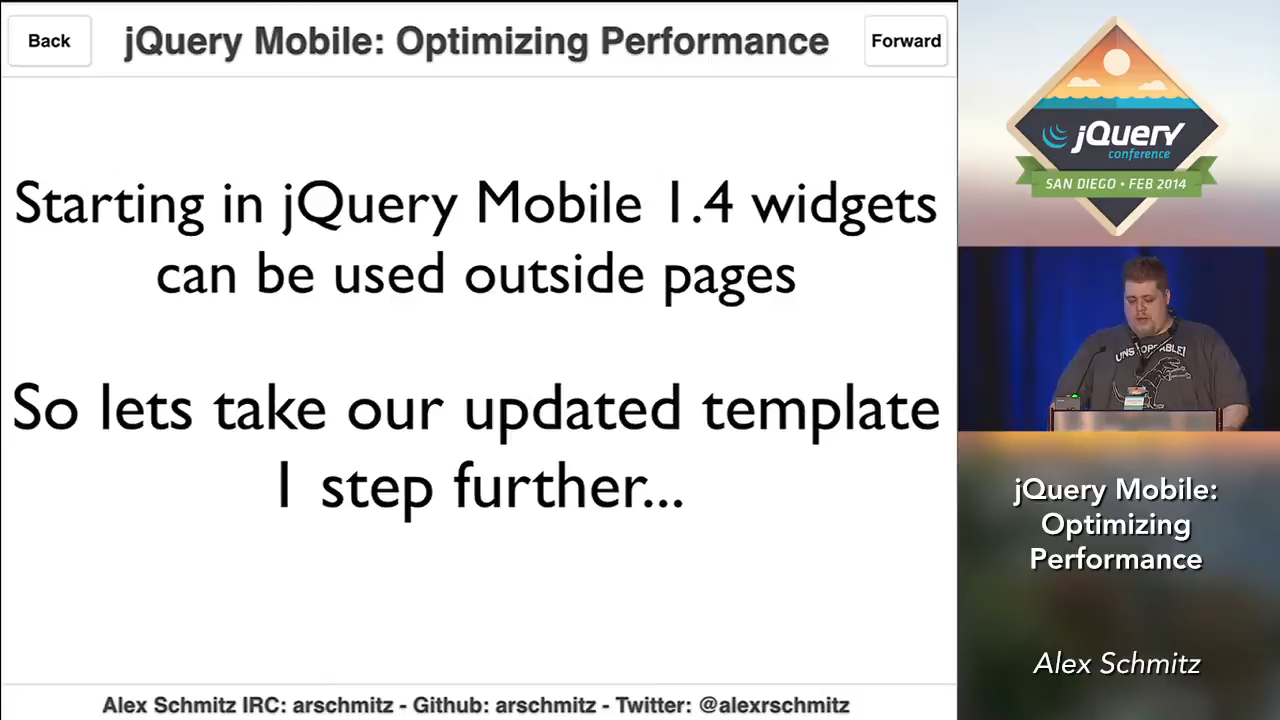 Back
jQuery Mobile: Optimizing Performance
Forward
Starting in jQuery Mobile 1.4 widgets
can be used outside pages
So lets take our updated template
1 step further...
Alex Schmitz IRC: arschmitz - Github: arschmitz - Twitter: @alexrschmitz
jQuery
conference
SAN DIEGO • FEB 2014
UNSTOPPABLE!
jQuery Mobile:
Optimizing
Performance
Alex Schmitz